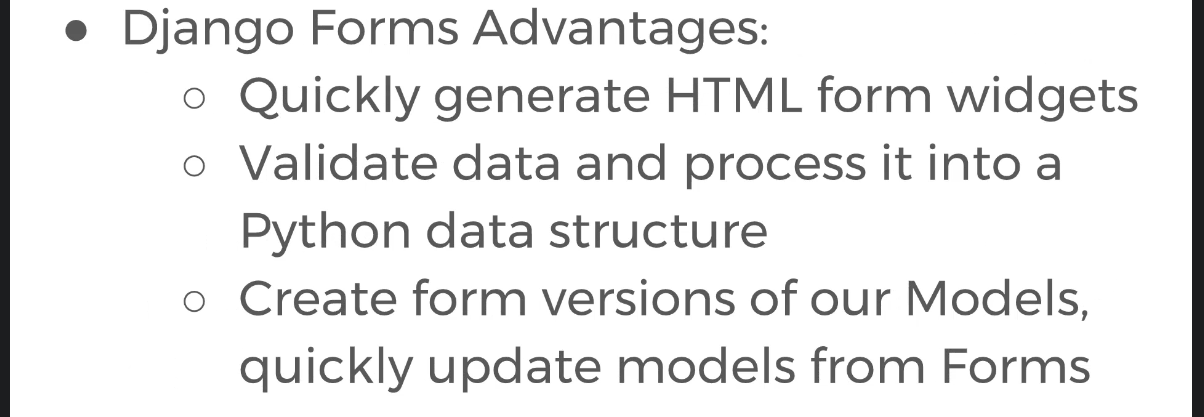 ● Django Forms Advantages:
○ Quickly generate HTML form widgets
○ Validate data and process it into a
Python data structure
○ Create form versions of our Models,
quickly update models from Forms